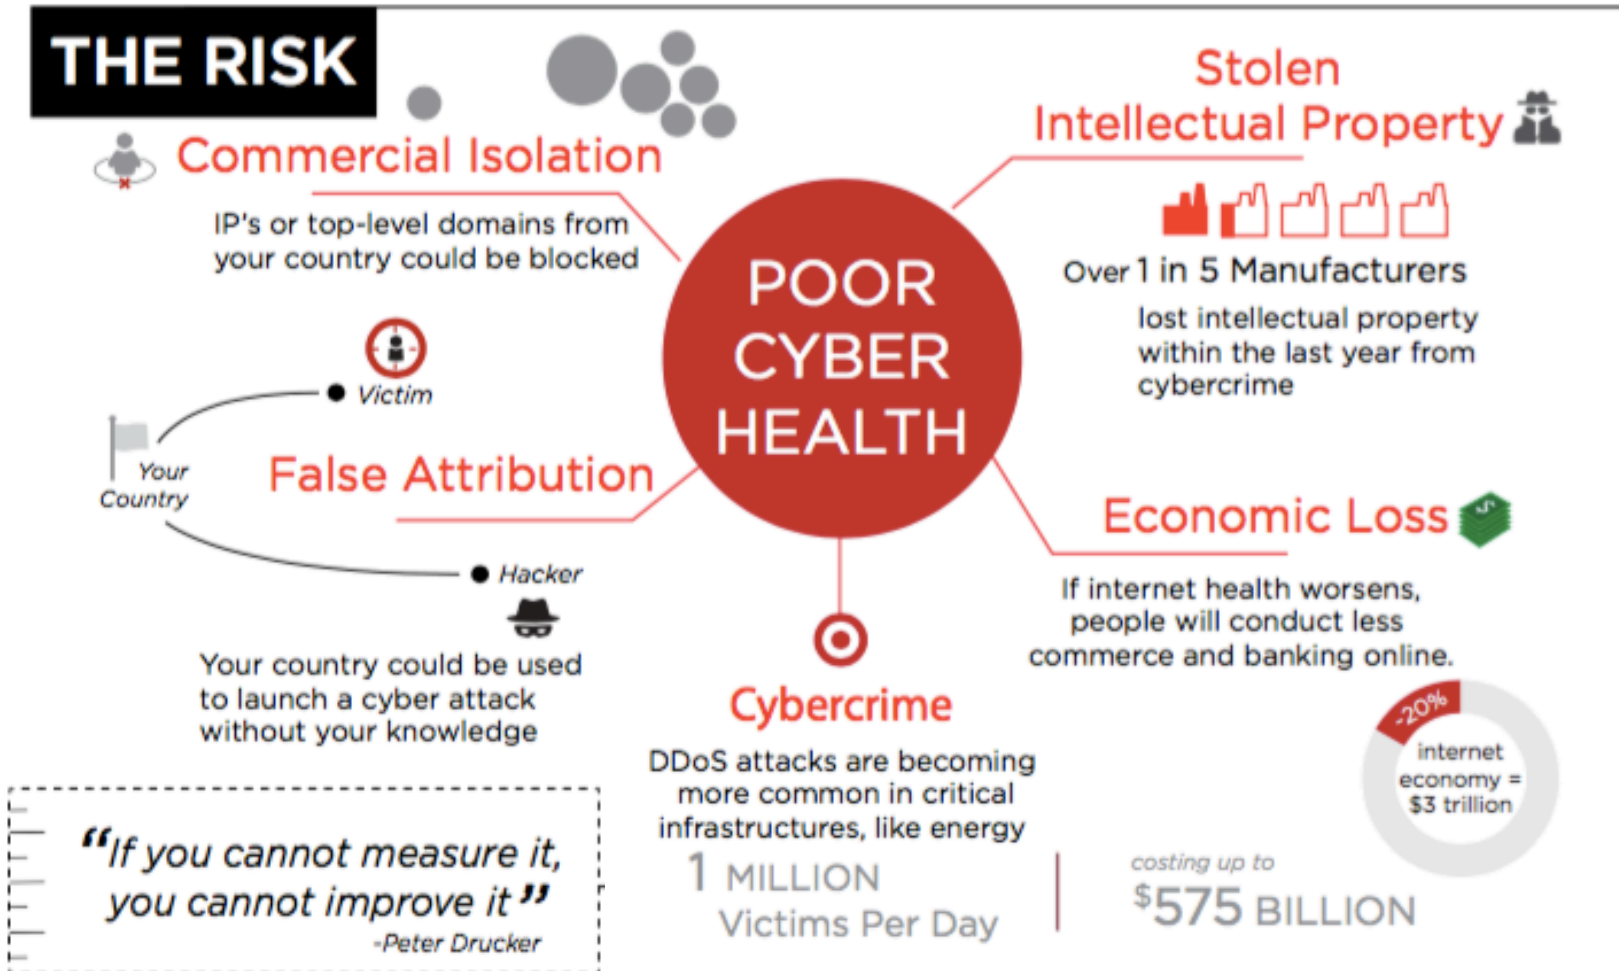 THE RISK
Commercial Isolation
IP's or top-level domains from
your country could be blocked
Victim
Your
Country
False Attribution
Hacker
Your country could be used
to launch a cyber attack
without your knowledge
“If you cannot measure it,
you cannot improve it”
-Peter Drucker
POOR
CYBER
HEALTH
Cybercrime
DDoS attacks are becoming
more common in critical
infrastructures, like energy
1 MILLION
Victims Per Day
costing up to
$575 BILLION
Stolen
Intellectual Property
Over 1 in 5 Manufacturers
lost intellectual property
within the last year from
cybercrime
Economic Loss
$
If internet health worsens,
people will conduct less
commerce and banking online.
-20%
internet
economy =
$3 trillion